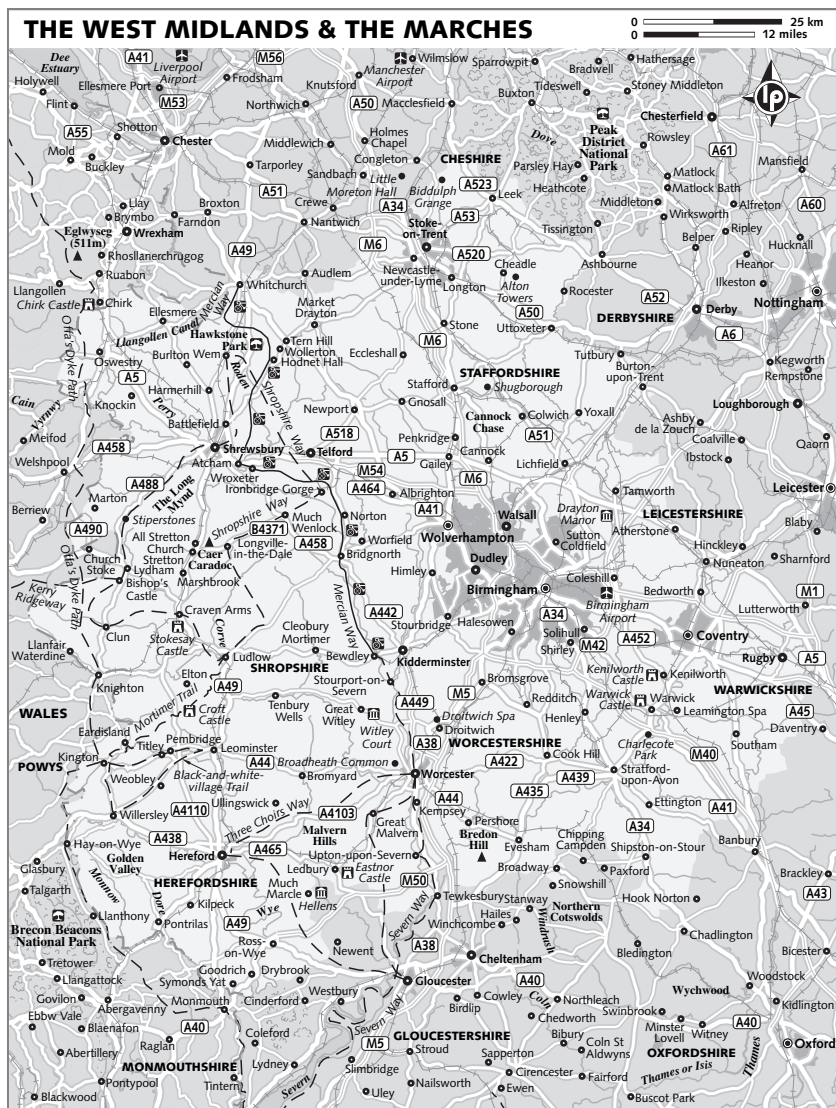 THE WEST MIDLANDS & THE MARCHES
0 25 km
0 12 miles
lp
Dee
Estuary
A41
Liverpool
Airport
M56
Wilmslow
Manchester
Airport
Sparrowpit
Bradwell
Hathersage
Holywell
Ellesmere Port
Frodsham
Knutsford
Tideswell
Stoney Middleton
Flint
M53
Northwich
A50
Macclesfield
Buxton
Chesterfield
A55
Shotton
Chester
Middlewich
Holmes
Chapel
Dove
Peak
District
National
Park
Rowsley
A61
Mold
Buckley
Tarporley
Congleton
CHESHIRE
Parsley Hay
Mansfield
Sandbach
Little
Moreton Hall
Biddulph
Grange
A523
Leek
Heathcote
Matlock
Matlock Bath
A51
A34
Middleton
Alfreton
A60
Llay
Brymbo
Broxton
Crewe
A53
Wirksworth
Farndon
Nantwich
Stoke-
on-Trent
Tissington
Ripley
Eglwyseg
(511m)
Wrexham
A49
M6
Belper
Hucknall
Rhosllanerchrugog
A520
Cheadle
Ashbourne
Heanor
Ruabon
Audlem
Newcastle-
under-Lyme
Longton
Alton
Towers
Ilkeston
Llangollen
Whitchurch
Rocester
A52
Nottingham
Chirk Castle
Chirk
Mercian
Way
Market
Drayton
A50
DERBYSHIRE
Derby
Ellesmere
Llangollen Canal
Stone
Uttoxeter
A6
Hawkstone
Park
M6
Offa's Dyke Path
Tern Hill
Wollerton
Hodnet Hall
Eccleshall
Tutbury
Burton-
upon-Trent
Kegworth
Rempstone
Oswestry
Burlton
Wem
Roden
STAFFORDSHIRE
A5
Harmerhill
Shropshire Way
Stafford
Shugborough
Loughborough
Cain
Knockin
Perry
Gnosall
Cannock
Chase
Colwich
Yoxall
Vyrnwy
Battlefield
Newport
Ashby
de la Zouch
Meifod
A518
Penkridge
A51
Coalville
Qaorn
A458
Shrewsbury
Telford
A5
Cannock
Ibstock
Welshpool
Atcham
M54
Gailey
Lichfield
A488
Wroxeter
A464
M6
Leicester
The Long
Mynd
Ironbridge Gorge
Albrighton
Tamworth
Marton
Shropshire Way
A41
Walsall
Drayton
Manor
LEICESTERSHIRE
Berriew
Stiperstones
B4371
Much
Wenlock
Norton
Atherstone
Blaby
A490
All Stretton
Church
Stretton
Caer
Caradoc
Longville-
in-the-Dale
A458
Worfield
Wolverhampton
Sutton
Coldfield
Hinckley
Church
Stoke
Bridgnorth
Dudley
Nuneaton
Sharnford
Lydham
Marshbrook
Himley
Kerry
Ridgeway
Bishop's
Castle
Birmingham
Coleshill
Bedworth
M1
Offa's Dyke Path
Mercian Way
Birmingham
Airport
Lutterworth
Craven Arms
Cleobury
Mortimer
A442
Stourbridge
Halesowen
A34
Clun
Stokesay
Castle
Corve
Solihull
A452
Coventry
Llanfair
Waterdine
Ludlow
Bewdley
Kidderminster
Shirley
M42
Rugby
A5
SHROPSHIRE
Kenilworth
Castle
Kenilworth
Knighton
Elton
Stourport-on-
Severn
Bromsgrove
WARWICKSHIRE
Mortimer Trail
A49
M5
Warwick
Castle
Warwick
WALES
Croft
Castle
Tenbury
Wells
Great
Witley
A449
Redditch
Leamington Spa
A45
Eardisland
Witley
Court
Droitwich Spa
Droitwich
Henley
Daventry
Titley
Pembridge
A38
Charlecote
Park
Southam
Kington
Leominster
WORCESTERSHIRE
POWYS
A44
Broadheath Common
Cook Hill
M40
Weobley
Black-and-white-
village Trail
Bromyard
Worcester
A422
A439
Stratford-
upon-Avon
Willersley
A4110
Ullingswick
A4103
A44
A435
Ettington
A41
Three Choirs Way
Kempsey
A438
Great
Malvern
Pershore
A34
Hay-on-Wye
Malvern
Hills
Bredon
Hill
Chipping
Campden
Banbury
Golden
Valley
Hereford
A465
Upton-upon-Severn
Evesham
Shipston-on-Stour
Glasbury
Ledbury
Eastnor
Castle
Broadway
Paxford
Brackley
Talgarth
Monnow
HEREFORDSHIRE
Much
Marcle
M50
Snowshill
A43
Dore
Kilpeck
Hellens
Tewkesbury
Stanway
Northern
Cotswolds
Hook Norton
Llanthony
Wye
Severn Way
Hailes
Brecon Beacons
National Park
Pontrilas
A49
Winchcombe
Windrush
Chadlington
Ross-
on-Wye
Newent
A38
Bledington
Bicester
Tretower
Cheltenham
Llangattock
Goodrich
Drybrook
Woodstock
Symonds Yat
Gloucester
A40
Wychwood
Govilon
Monmouth
Cinderford
Westbury
Cowley
Coln
Northleach
Kidlington
Ebbw Vale
Abergavenny
Severn Way
Birdlip
Chedworth
Swinbrook
Blaenafon
A40
Coleford
GLOUCESTERSHIRE
Bibury
Minster
Lovell
Witney
A40
Raglan
M5
Coln St
Aldwyns
Oxford
Abertillery
Stroud
OXFORDSHIRE
Thames
MONMOUTHSHIRE
Lydney
Slimbridge
Sapperton
Pontypool
Tintern
Severn
Nailsworth
Cirencester
Fairford
Thames or Isis
Blackwood
Uley
Ewen
Buscot Park